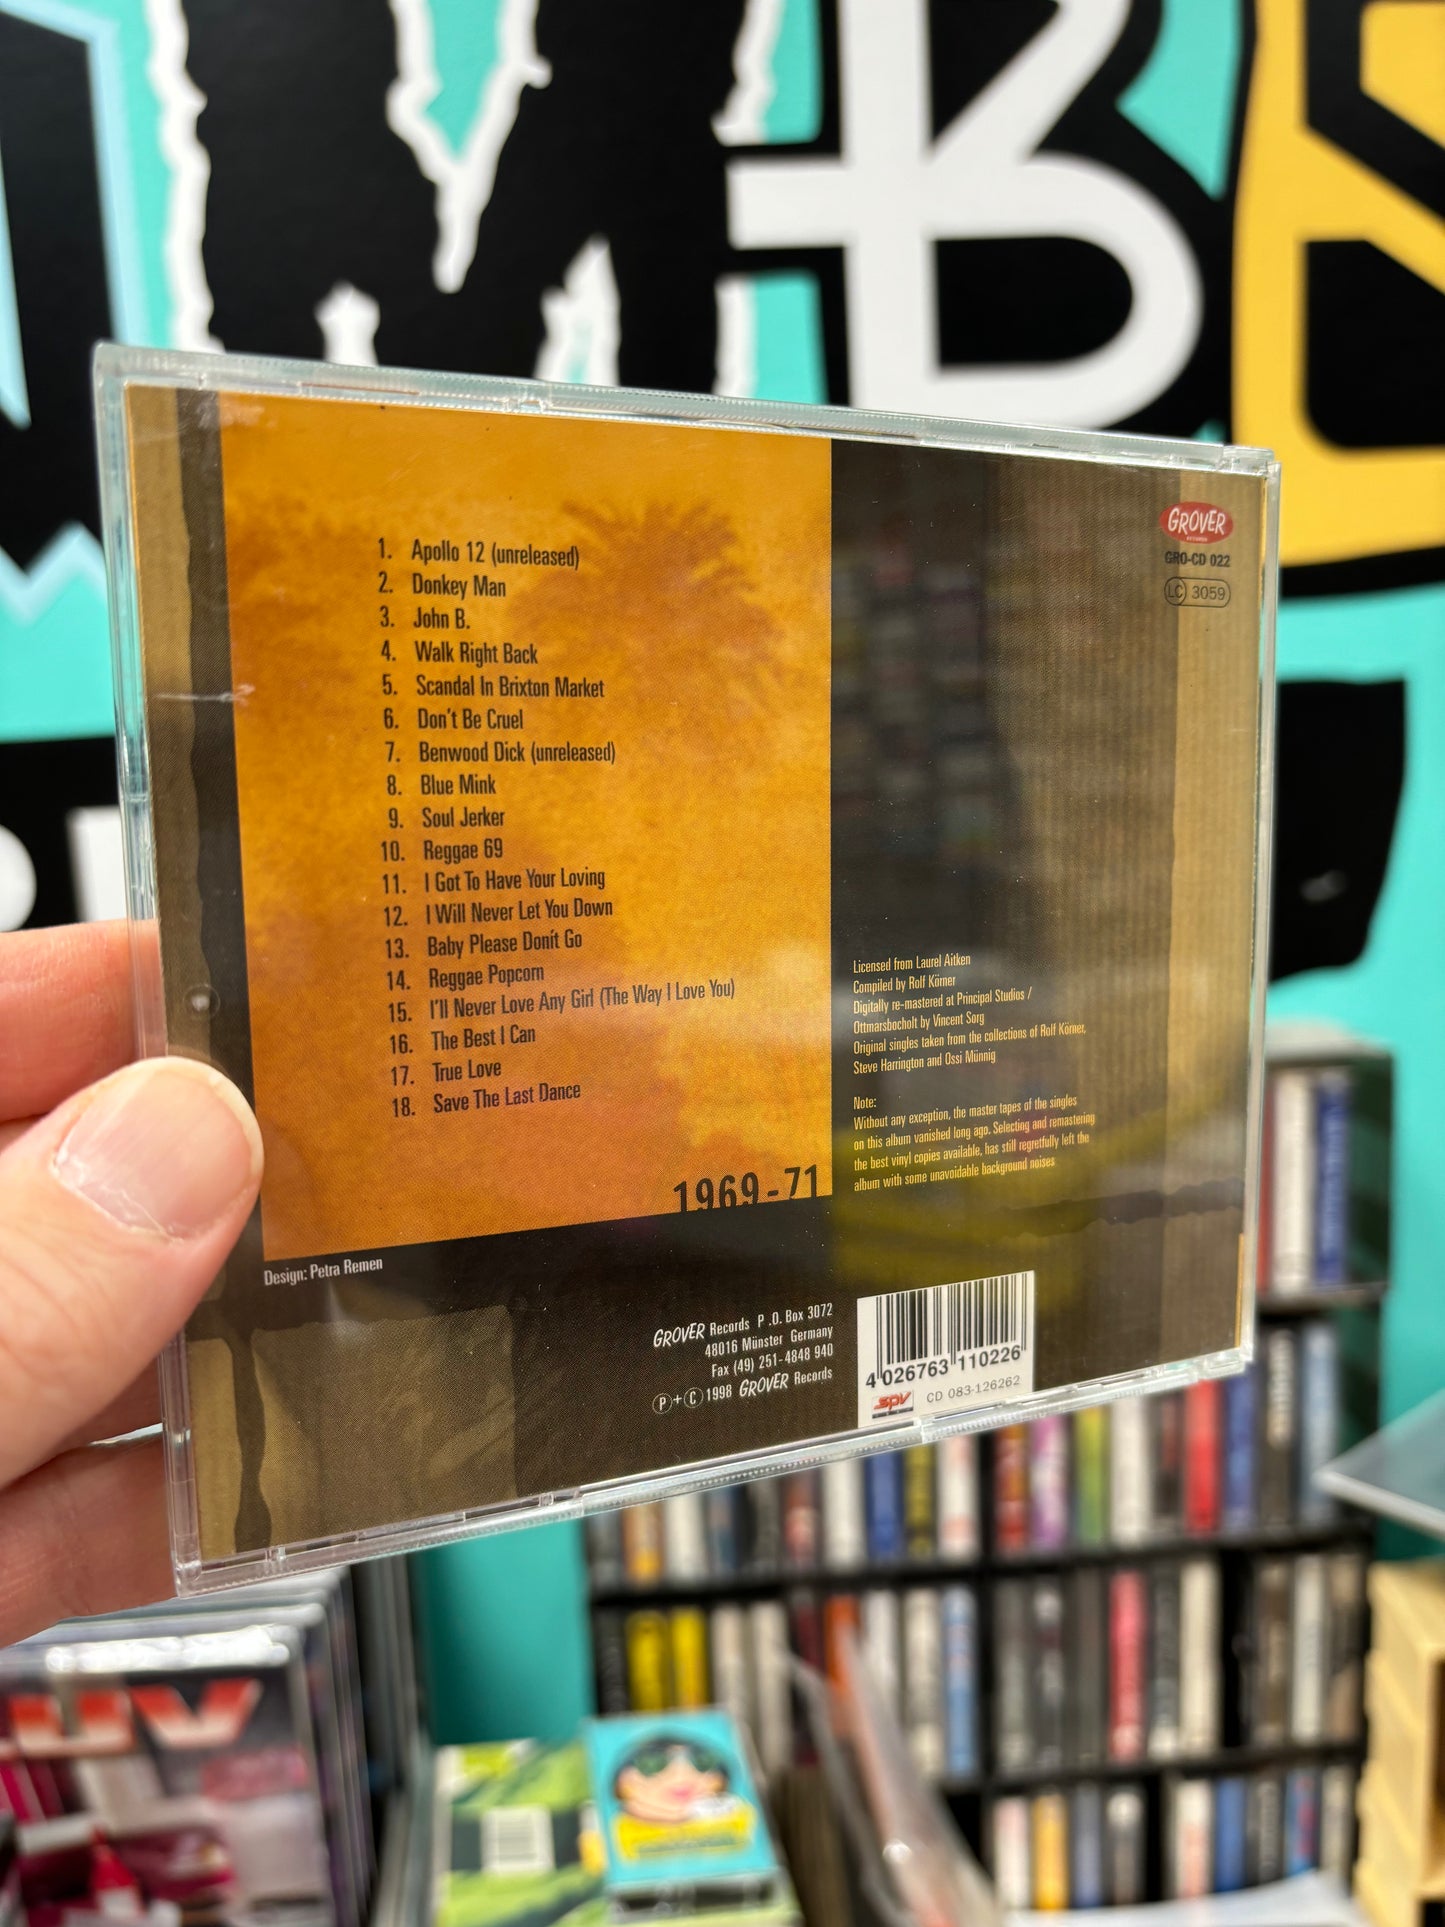 1. Apollo 12 (unreleased)
2. Donkey Man
3. John B.
4. Walk Right Back
5. Scandal In Brixton Market
6. Don't Be Cruel
7. Benwood Dick (unreleased)
8. Blue Mink
9. Soul Jerker
10. Reggae 69
11. I Got To Have Your Loving
12. I Will Never Let You Down
13. Baby Please Donít Go
14. Reggae Popcorn
15. I'll Never Love Any Girl (The Way I Love You)
16. The Best I Can
17. True Love
18. Save The Last Dance
1969-71
Design: Petra Remen
GROVER
RECORDS
GRO-CD 022
LC 3059
Licensed from Laurel Aitken
Compiled by Rolf Körner
Digitally re-mastered at Principal Studios /
Ottmarsbocholt by Vincent Sorg
Original singles taken from the collections of Rolf Körner,
Steve Harrington and Ossi Münnig
Note:
Without any exception, the master tapes of the singles
on this album vanished long ago. Selecting and remastering
the best vinyl copies available, has still regretfully left the
album with some unavoidable background noises
GROVER Records P.O. Box 3072
48016 Münster Germany
Fax (49) 251-4848 940
℗+© 1998 GROVER Records
4 026763 110226
spv CD 083-126262